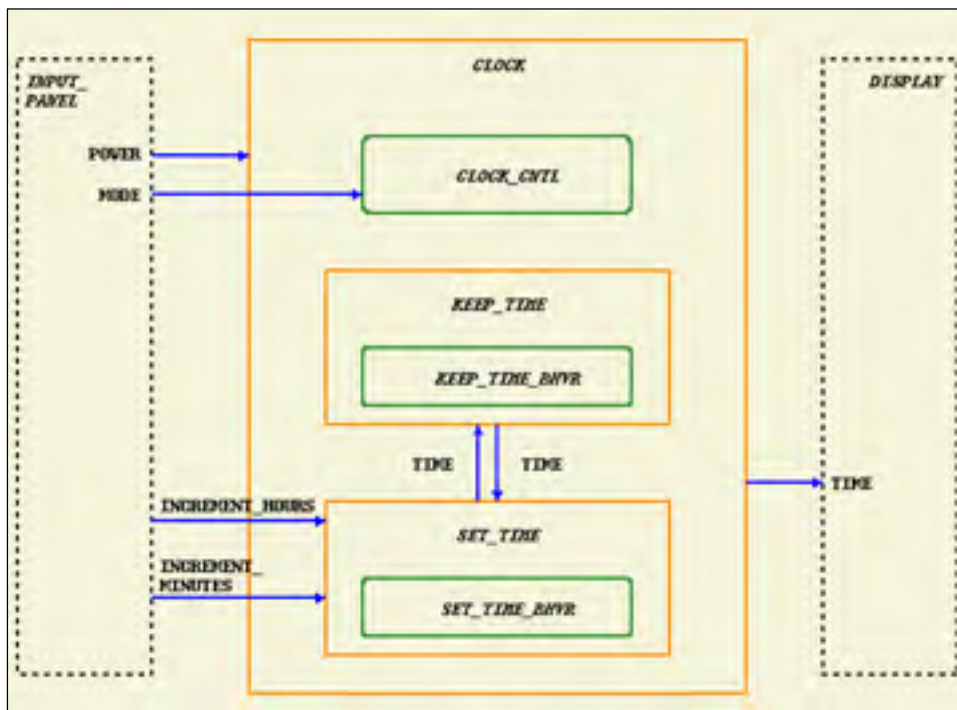 CLOCK
INPUT_
PANEL
DISPLAY
POWER
CLOCK_CNTL
MODE
KEEP_TIME
KEEP_TIME_BHVR
TIME TIME
TIME
INCREMENT_HOURS
SET_TIME
INCREMENT_
MINUTES
SET_TIME_BHVR